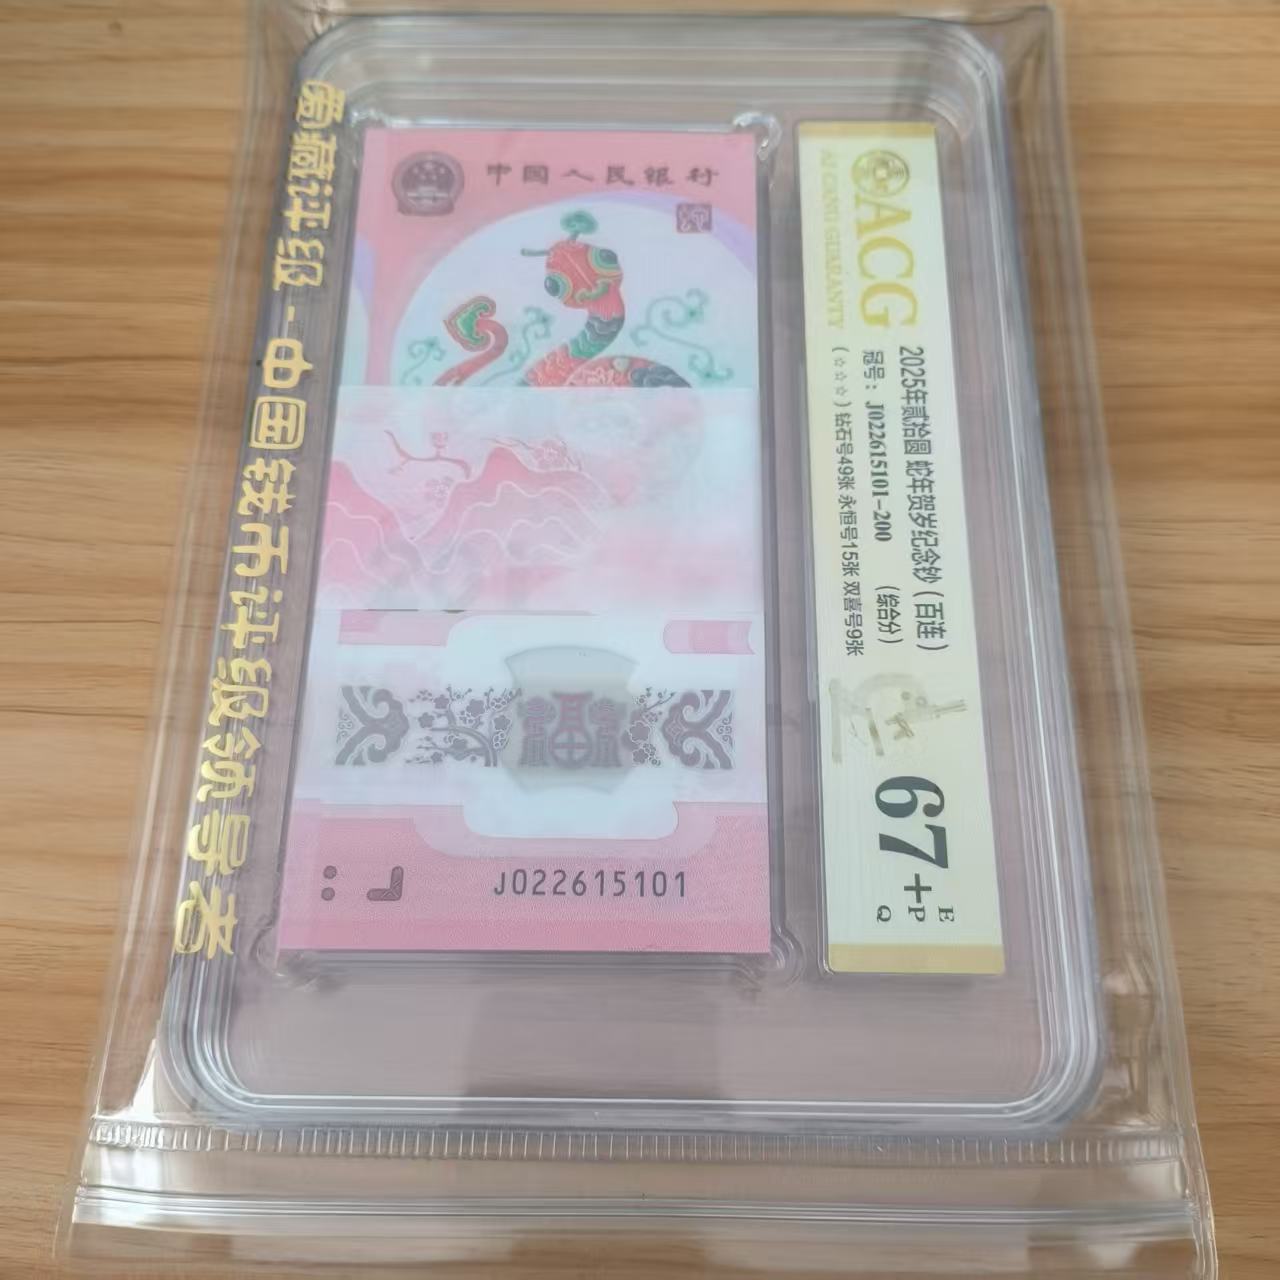 爱藏评级-中国钱币评级领导者
中国人民银行
J022615101
ACG
AI CANG GUARANTY
2025年贰拾圆 蛇年贺岁纪念钞（百连）
冠号：J022615101-200 （综合分）
（☆☆☆）钻石号49张 永恒号15张 双喜号9张
67+
E
P
Q